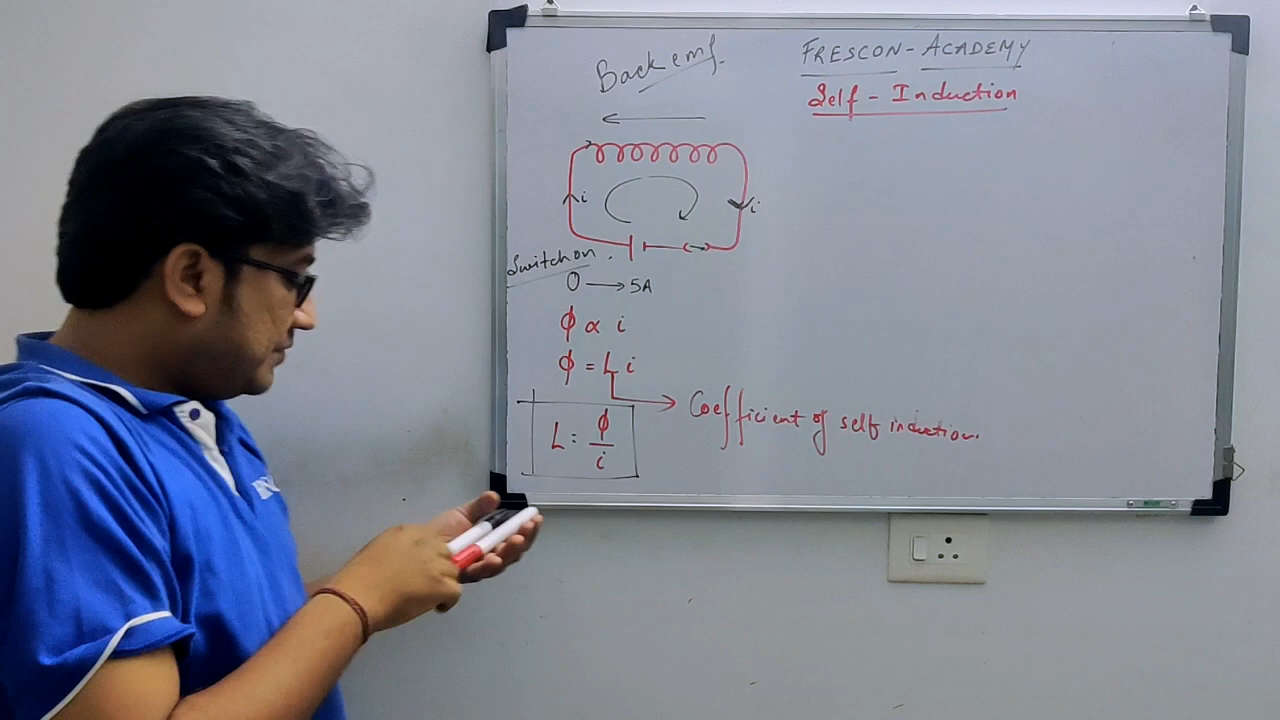 FRESCON - ACADEMY
Self - Induction
Back emf.
i
i
Switch on.
0 → 5A
ϕ ∝ i
ϕ = L i
Coefficient of self induction.
L = ϕ/i